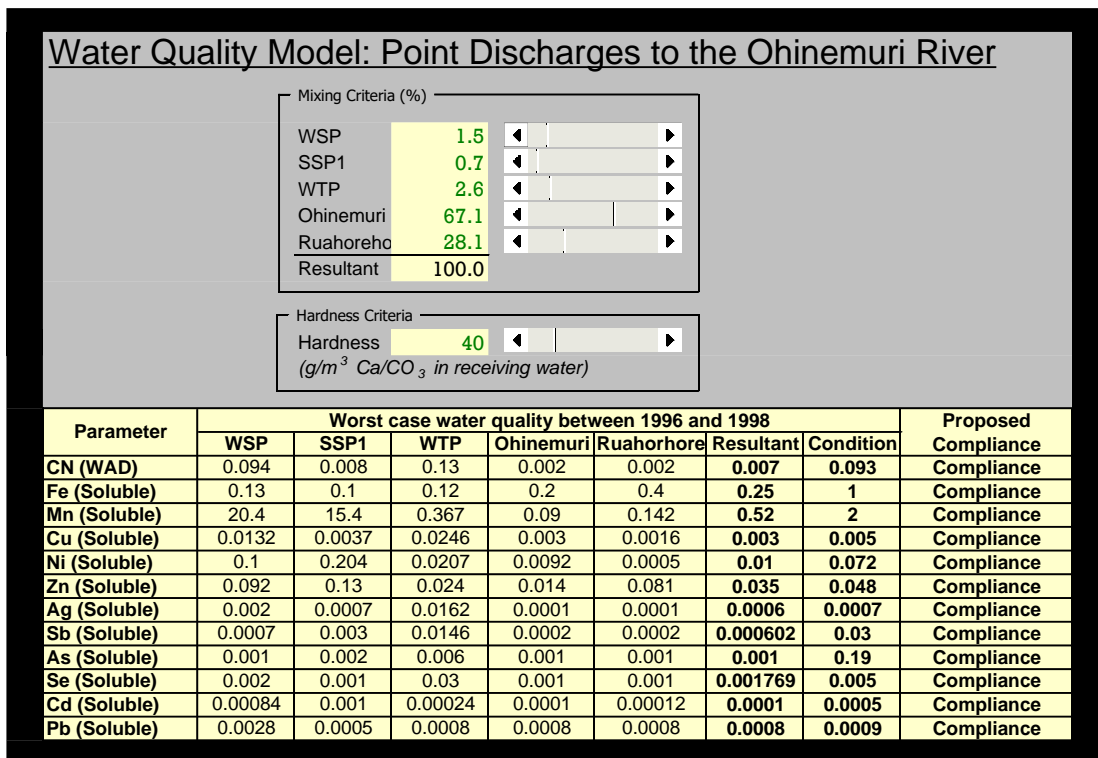 Water Quality Model: Point Discharges to the Ohinemuri River
Mixing Criteria (%)
WSP 1.5
SSP1 0.7
WTP 2.6
Ohinemuri 67.1
Ruahoreho 28.1
Resultant 100.0
Hardness Criteria
Hardness 40
(g/m³ Ca/CO₃ in receiving water)
Parameter Worst case water quality between 1996 and 1998 Proposed
WSP SSP1 WTP Ohinemuri Ruahorhore Resultant Condition Compliance
CN (WAD) 0.094 0.008 0.13 0.002 0.002 0.007 0.093 Compliance
Fe (Soluble) 0.13 0.1 0.12 0.2 0.4 0.25 1 Compliance
Mn (Soluble) 20.4 15.4 0.367 0.09 0.142 0.52 2 Compliance
Cu (Soluble) 0.0132 0.0037 0.0246 0.003 0.0016 0.003 0.005 Compliance
Ni (Soluble) 0.1 0.204 0.0207 0.0092 0.0005 0.01 0.072 Compliance
Zn (Soluble) 0.092 0.13 0.024 0.014 0.081 0.035 0.048 Compliance
Ag (Soluble) 0.002 0.0007 0.0162 0.0001 0.0001 0.0006 0.0007 Compliance
Sb (Soluble) 0.0007 0.003 0.0146 0.0002 0.0002 0.000602 0.03 Compliance
As (Soluble) 0.001 0.002 0.006 0.001 0.001 0.001 0.19 Compliance
Se (Soluble) 0.002 0.001 0.03 0.001 0.001 0.001769 0.005 Compliance
Cd (Soluble) 0.00084 0.001 0.00024 0.0001 0.00012 0.0001 0.0005 Compliance
Pb (Soluble) 0.0028 0.0005 0.0008 0.0008 0.0008 0.0008 0.0009 Compliance